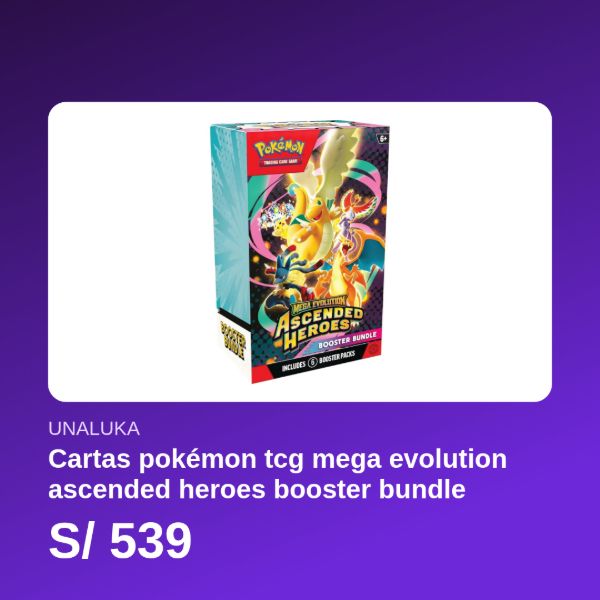 6+
POKÉMON
TRADING CARD GAME
MEGA EVOLUTION
ASCENDED
HEROES
BOOSTER BUNDLE
BOOSTER
BUNDLE
INCLUDES 6 BOOSTER PACKS
UNALUKA
Cartas pokémon tcg mega evolution
ascended heroes booster bundle
S/ 539